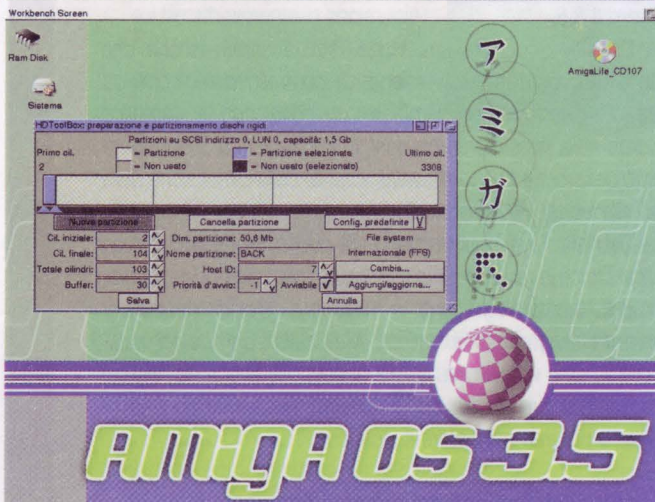 Workbench Screen
Ram Disk
Sistema
AmigaLife_CD107
ア
ミ
ガ
HDToolBox: preparazione e partizionamento dischi rigidi
Partizioni su SCSI indirizzo 0, LUN 0, capacità: 1,5 Gb
Primo cil. = Partizione = Partizione selezionata Ultimo cil.
2 = Non usato = Non usato (selezionato) 3308
Nuova partizione Cancella partizione Config. predefinite
Cil. iniziale: 2 Dim. partizione: 50,8 Mb File system
Cil. finale: 104 Nome partizione: BACK Internazionale (FFS)
Totale cilindri: 103 Host ID: 7 Cambia...
Buffer: 30 Priorità d'avvio: -1 Avviabile Aggiungi/aggiorna...
Salva Annulla
AMIGA OS 3.5